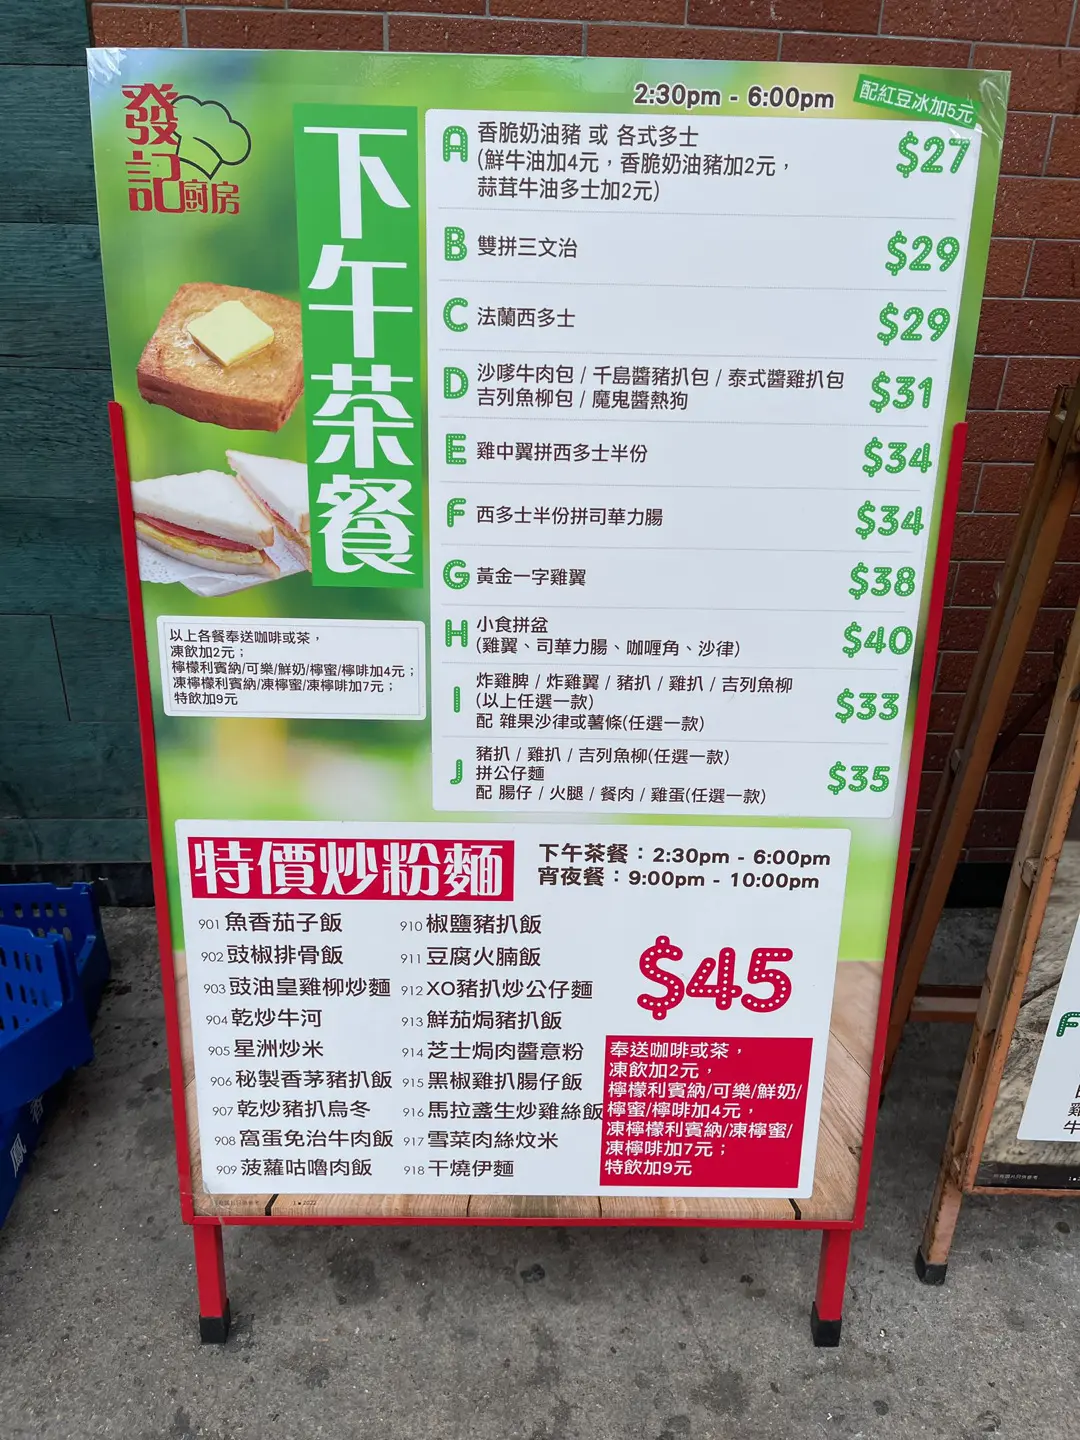 發記廚房
下午茶餐
2:30pm - 6:00pm
配紅豆冰加5元
A 香脆奶油豬 或 各式多士 $27
(鮮牛油加4元，香脆奶油豬加2元，
蒜茸牛油多士加2元)
B 雙拼三文治 $29
C 法蘭西多士 $29
D 沙嗲牛肉包 / 千島醬豬扒包 / 泰式醬雞扒包 $31
吉列魚柳包 / 魔鬼醬熱狗
E 雞中翼拼西多士半份 $34
F 西多士半份拼司華力腸 $34
G 黃金一字雞翼 $38
H 小食拼盆 $40
(雞翼、司華力腸、咖喱角、沙律)
I 炸雞脾 / 炸雞翼 / 豬扒 / 雞扒 / 吉列魚柳 $33
(以上任選一款)
配 雜果沙律或薯條(任選一款)
J 豬扒 / 雞扒 / 吉列魚柳(任選一款) $35
拼公仔麵
配 腸仔 / 火腿 / 餐肉 / 雞蛋(任選一款)
以上各餐奉送咖啡或茶，
凍飲加2元；
檸檬利賓納/可樂/鮮奶/檸蜜/檸啡加4元；
凍檸檬利賓納/凍檸蜜/凍檸啡加7元；
特飲加9元
特價炒粉麵
下午茶餐：2:30pm - 6:00pm
宵夜餐：9:00pm - 10:00pm
901 魚香茄子飯
902 豉椒排骨飯
903 豉油皇雞柳炒麵
904 乾炒牛河
905 星洲炒米
906 秘製香茅豬扒飯
907 乾炒豬扒烏冬
908 窩蛋免治牛肉飯
909 菠蘿咕嚕肉飯
910 椒鹽豬扒飯
911 豆腐火腩飯
912 XO豬扒炒公仔麵
913 鮮茄焗豬扒飯
914 芝士焗肉醬意粉
915 黑椒雞扒腸仔飯
916 馬拉盞生炒雞絲飯
917 雪菜肉絲炆米
918 干燒伊麵
$45
奉送咖啡或茶，
凍飲加2元，
檸檬利賓納/可樂/鮮奶/
檸蜜/檸啡加4元，
凍檸檬利賓納/凍檸蜜/
凍檸啡加7元；
特飲加9元
F
雞
牛